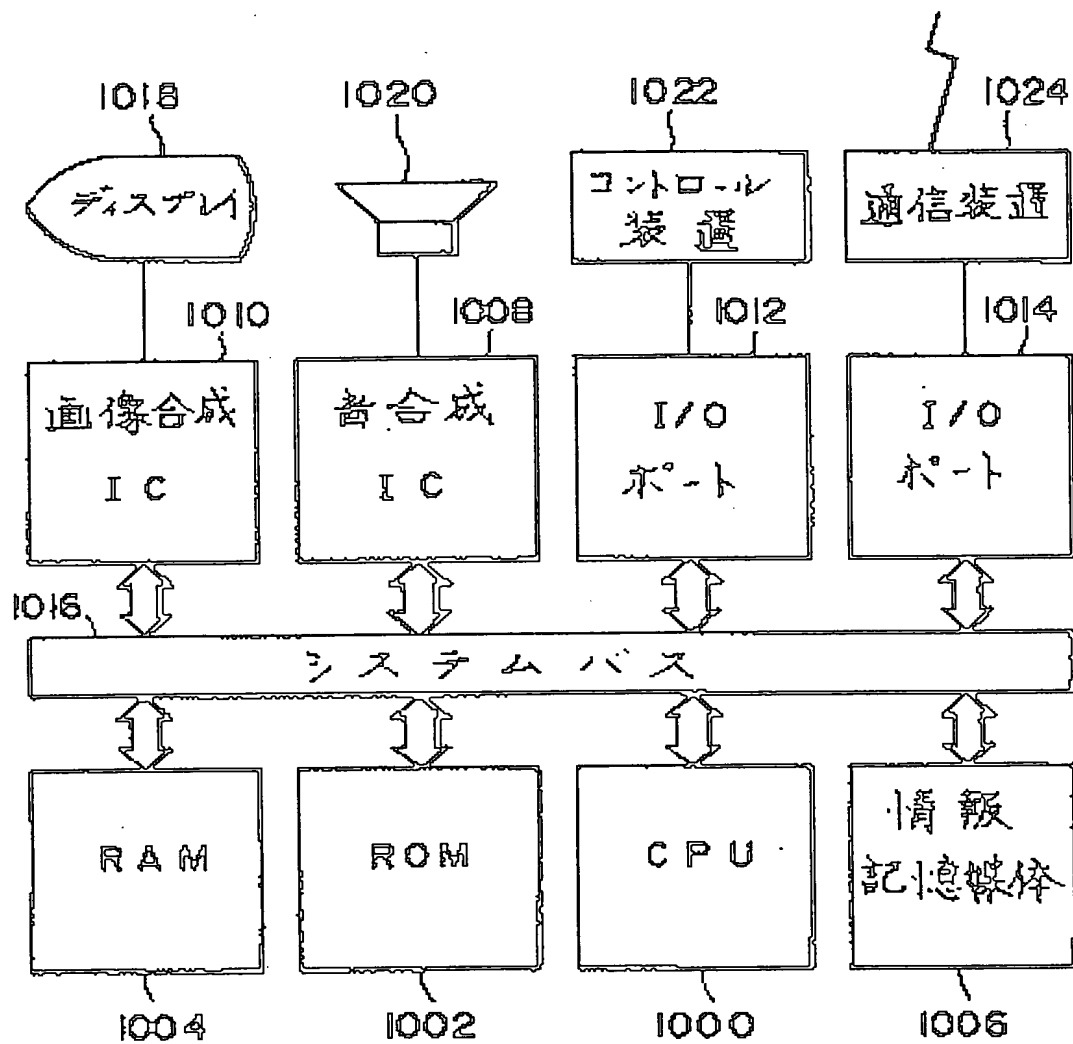 1018
1020
1022
1024
ディスプレイ
コントロール
装置
通信装置
1010
1008
1012
1014
画像合成
IC
音合成
IC
I/O
ポート
I/O
ポート
1016
システムバス
RAM
ROM
CPU
情報
記憶媒体
1004
1002
1000
1006